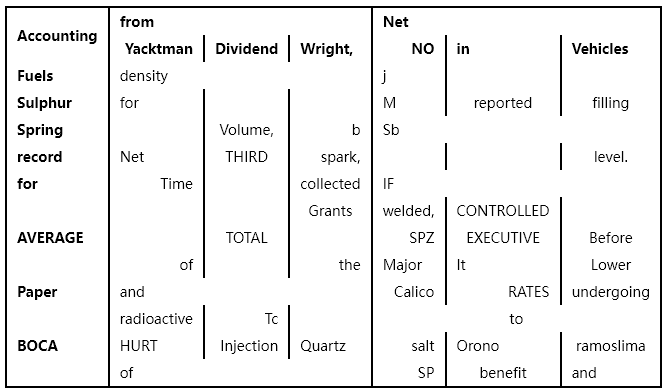 from Net
Accounting
Yacktman Dividend Wright, NO in Vehicles
Fuels density j
Sulphur for M reported filling
Spring Volume, b Sb
record Net THIRD spark, level.
for Time collected IF
Grants welded, CONTROLLED
AVERAGE TOTAL SPZ EXECUTIVE Before
of the Major It Lower
Paper and Calico RATES undergoing
radioactive Tc to
BOCA HURT Injection Quartz salt Orono ramoslima
of SP benefit and